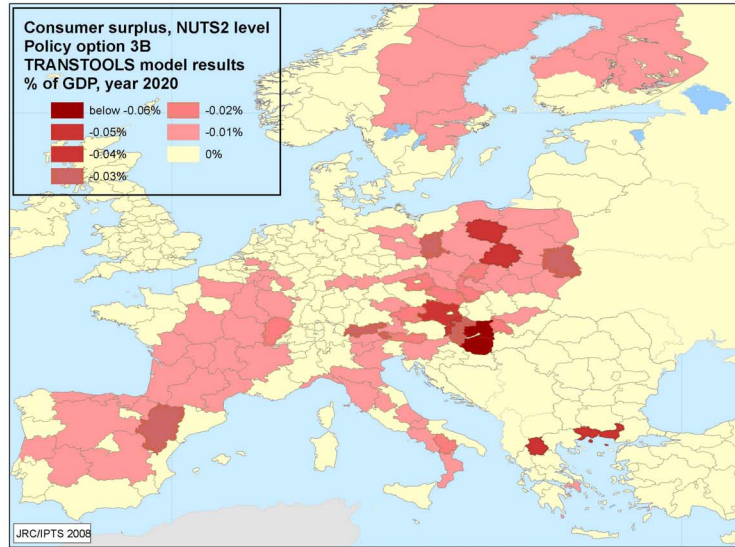 Consumer surplus, NUTS2 level
Policy option 3B
TRANSTOOLS model results
% of GDP, year 2020
below -0.06%
-0.02%
-0.05%
-0.01%
-0.04%
0%
-0.03%
JRC/IPTS 2008